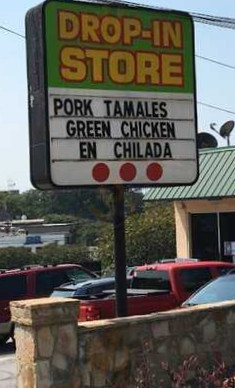 DROP-IN
STORE
PORK TAMALES
GREEN CHICKEN
EN CHILADA